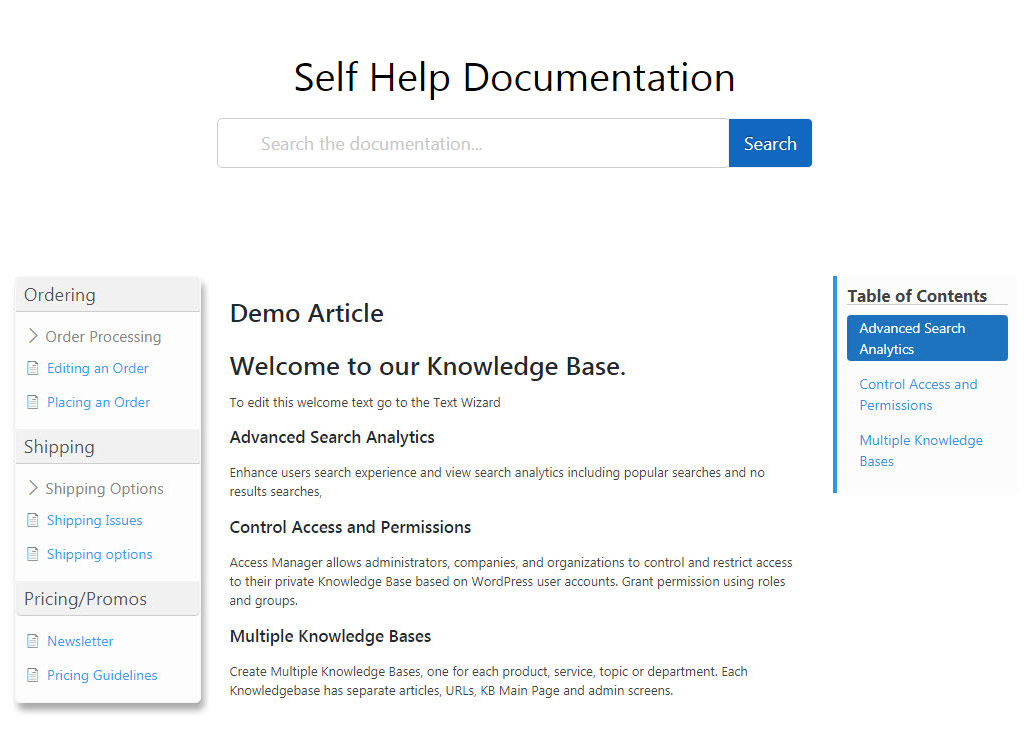 Self Help Documentation
Search the documentation...
Search
Ordering
Order Processing
Editing an Order
Placing an Order
Shipping
Shipping Options
Shipping Issues
Shipping options
Pricing/Promos
Newsletter
Pricing Guidelines
Demo Article
Welcome to our Knowledge Base.
To edit this welcome text go to the Text Wizard
Advanced Search Analytics
Enhance users search experience and view search analytics including popular searches and no
results searches,
Control Access and Permissions
Access Manager allows administrators, companies, and organizations to control and restrict access
to their private Knowledge Base based on WordPress user accounts. Grant permission using roles
and groups.
Multiple Knowledge Bases
Create Multiple Knowledge Bases, one for each product, service, topic or department. Each
Knowledgebase has separate articles, URLs, KB Main Page and admin screens.
Table of Contents
Advanced Search
Analytics
Control Access and
Permissions
Multiple Knowledge
Bases